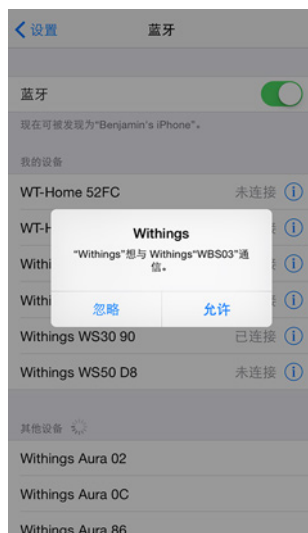 设置
蓝牙
蓝牙
现在可被发现为“Benjamin's iPhone”。
我的设备
WT-Home 52FC 未连接
WT-H
Withings
“Withings”想与 Withings“WBS03”通
信。
Withi
Withi
忽略 允许
Withings WS30 90 已连接
Withings WS50 D8 未连接
其他设备
Withings Aura 02
Withings Aura 0C
Withings Aura 86